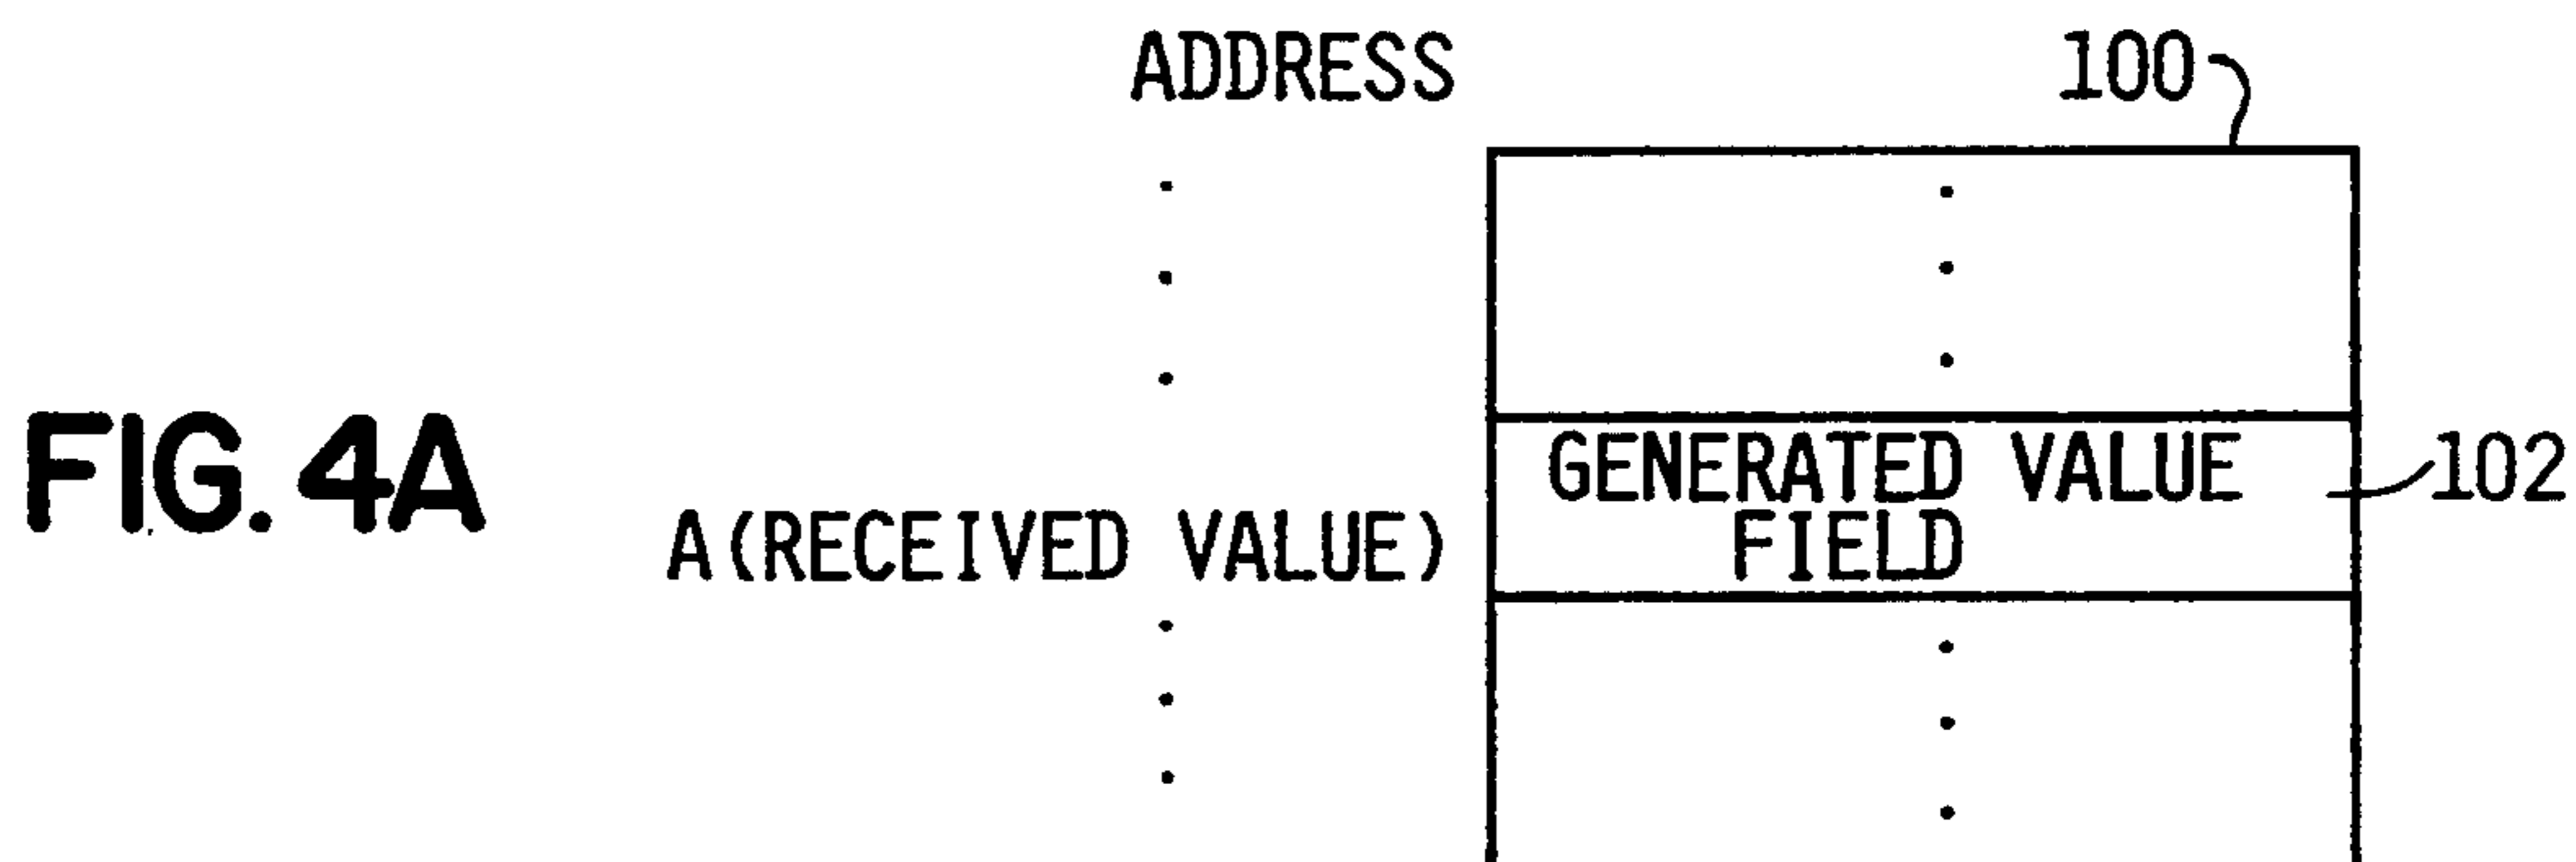 ADDRESS
100
GENERATED VALUE
FIELD
102
A(RECEIVED VALUE)
FIG. 4A